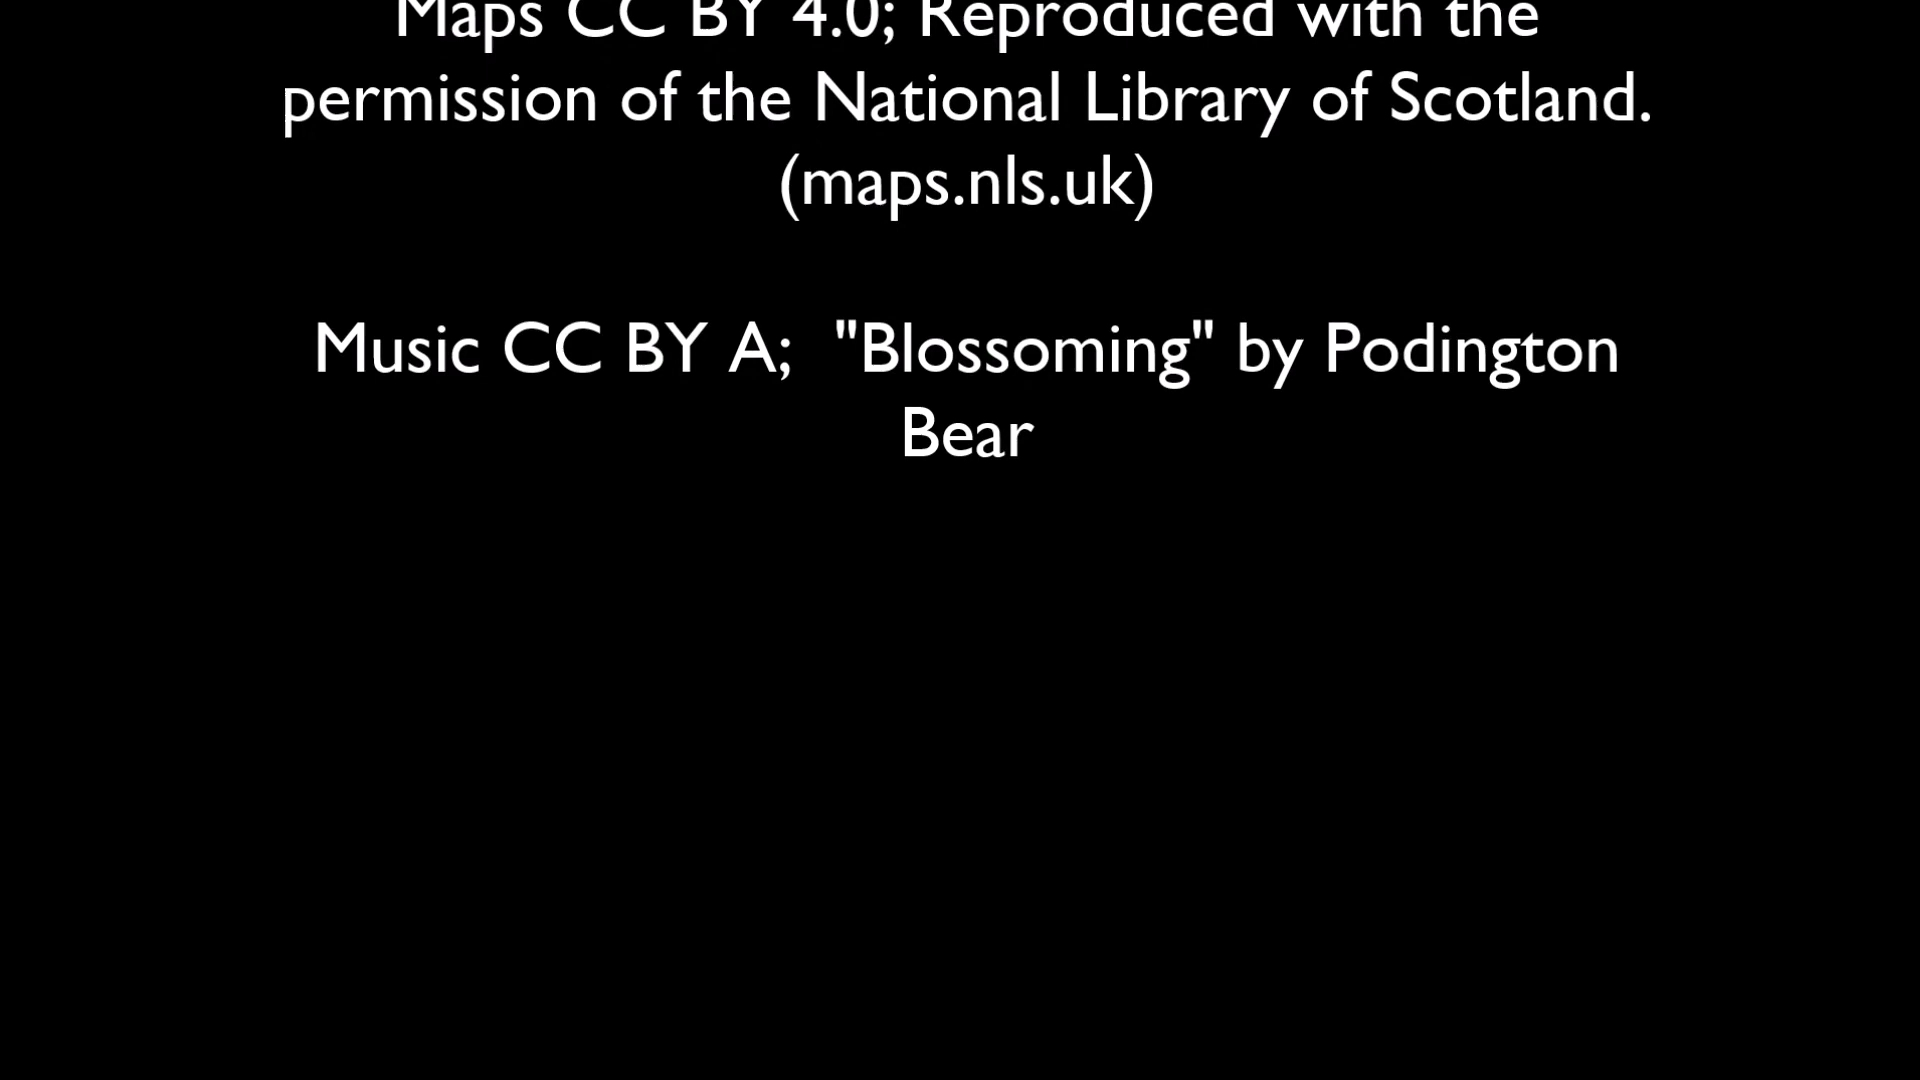 Maps CC BY 4.0; Reproduced with the
permission of the National Library of Scotland.
(maps.nls.uk)
Music CC BY A;  "Blossoming" by Podington
Bear